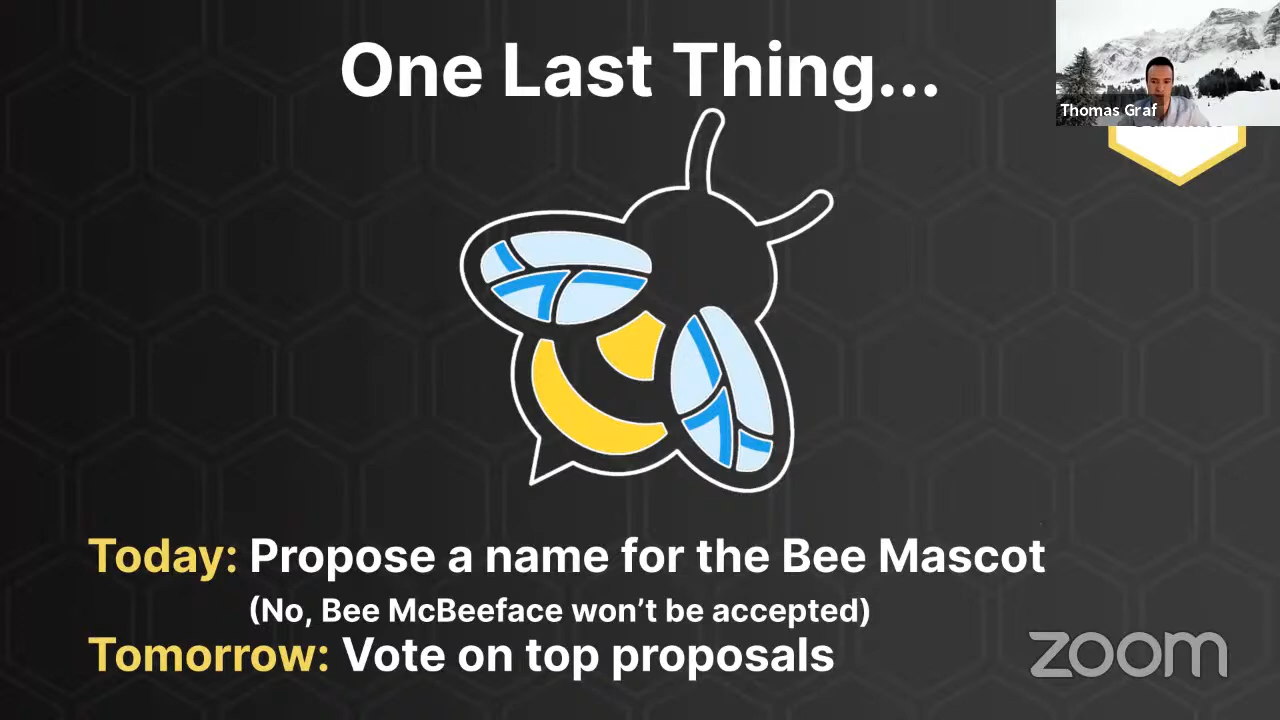 One Last Thing...
Thomas Graf
Today: Propose a name for the Bee Mascot
(No, Bee McBeeface won't be accepted)
Tomorrow: Vote on top proposals
zoom